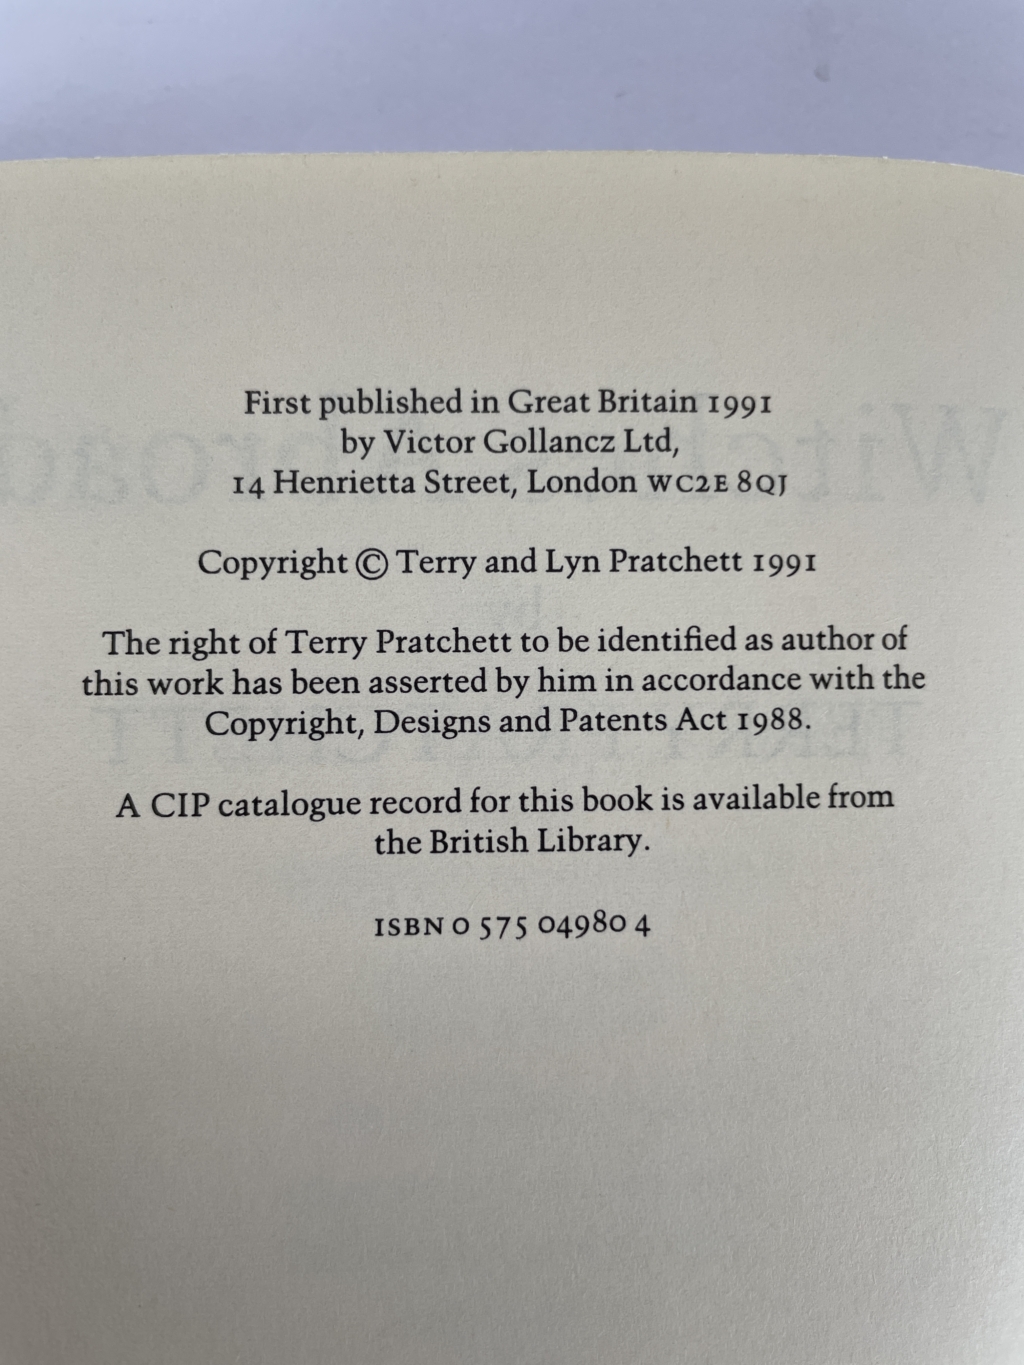 First published in Great Britain 1991
by Victor Gollancz Ltd,
14 Henrietta Street, London WC2E 8QJ
Copyright © Terry and Lyn Pratchett 1991
The right of Terry Pratchett to be identified as author of
this work has been asserted by him in accordance with the
Copyright, Designs and Patents Act 1988.
A CIP catalogue record for this book is available from
the British Library.
ISBN 0 575 04980 4